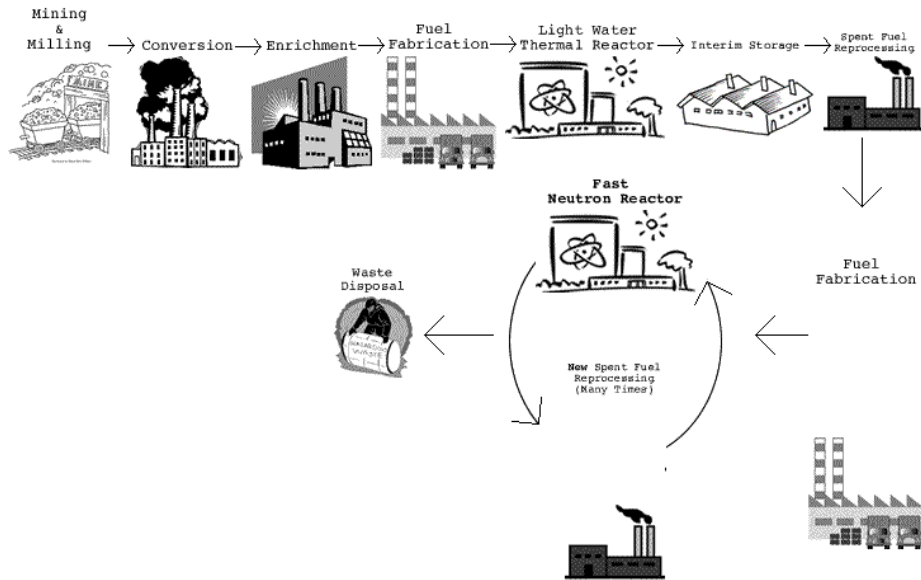 Mining
&
Milling
Conversion
Enrichment
Fuel
Fabrication
Light Water
Thermal Reactor
Interim Storage
Spent Fuel
Reprocessing
MINE
Fast
Neutron Reactor
Fuel
Fabrication
Waste
Disposal
WASTE
New Spent Fuel
Reprocessing
(Many Times)